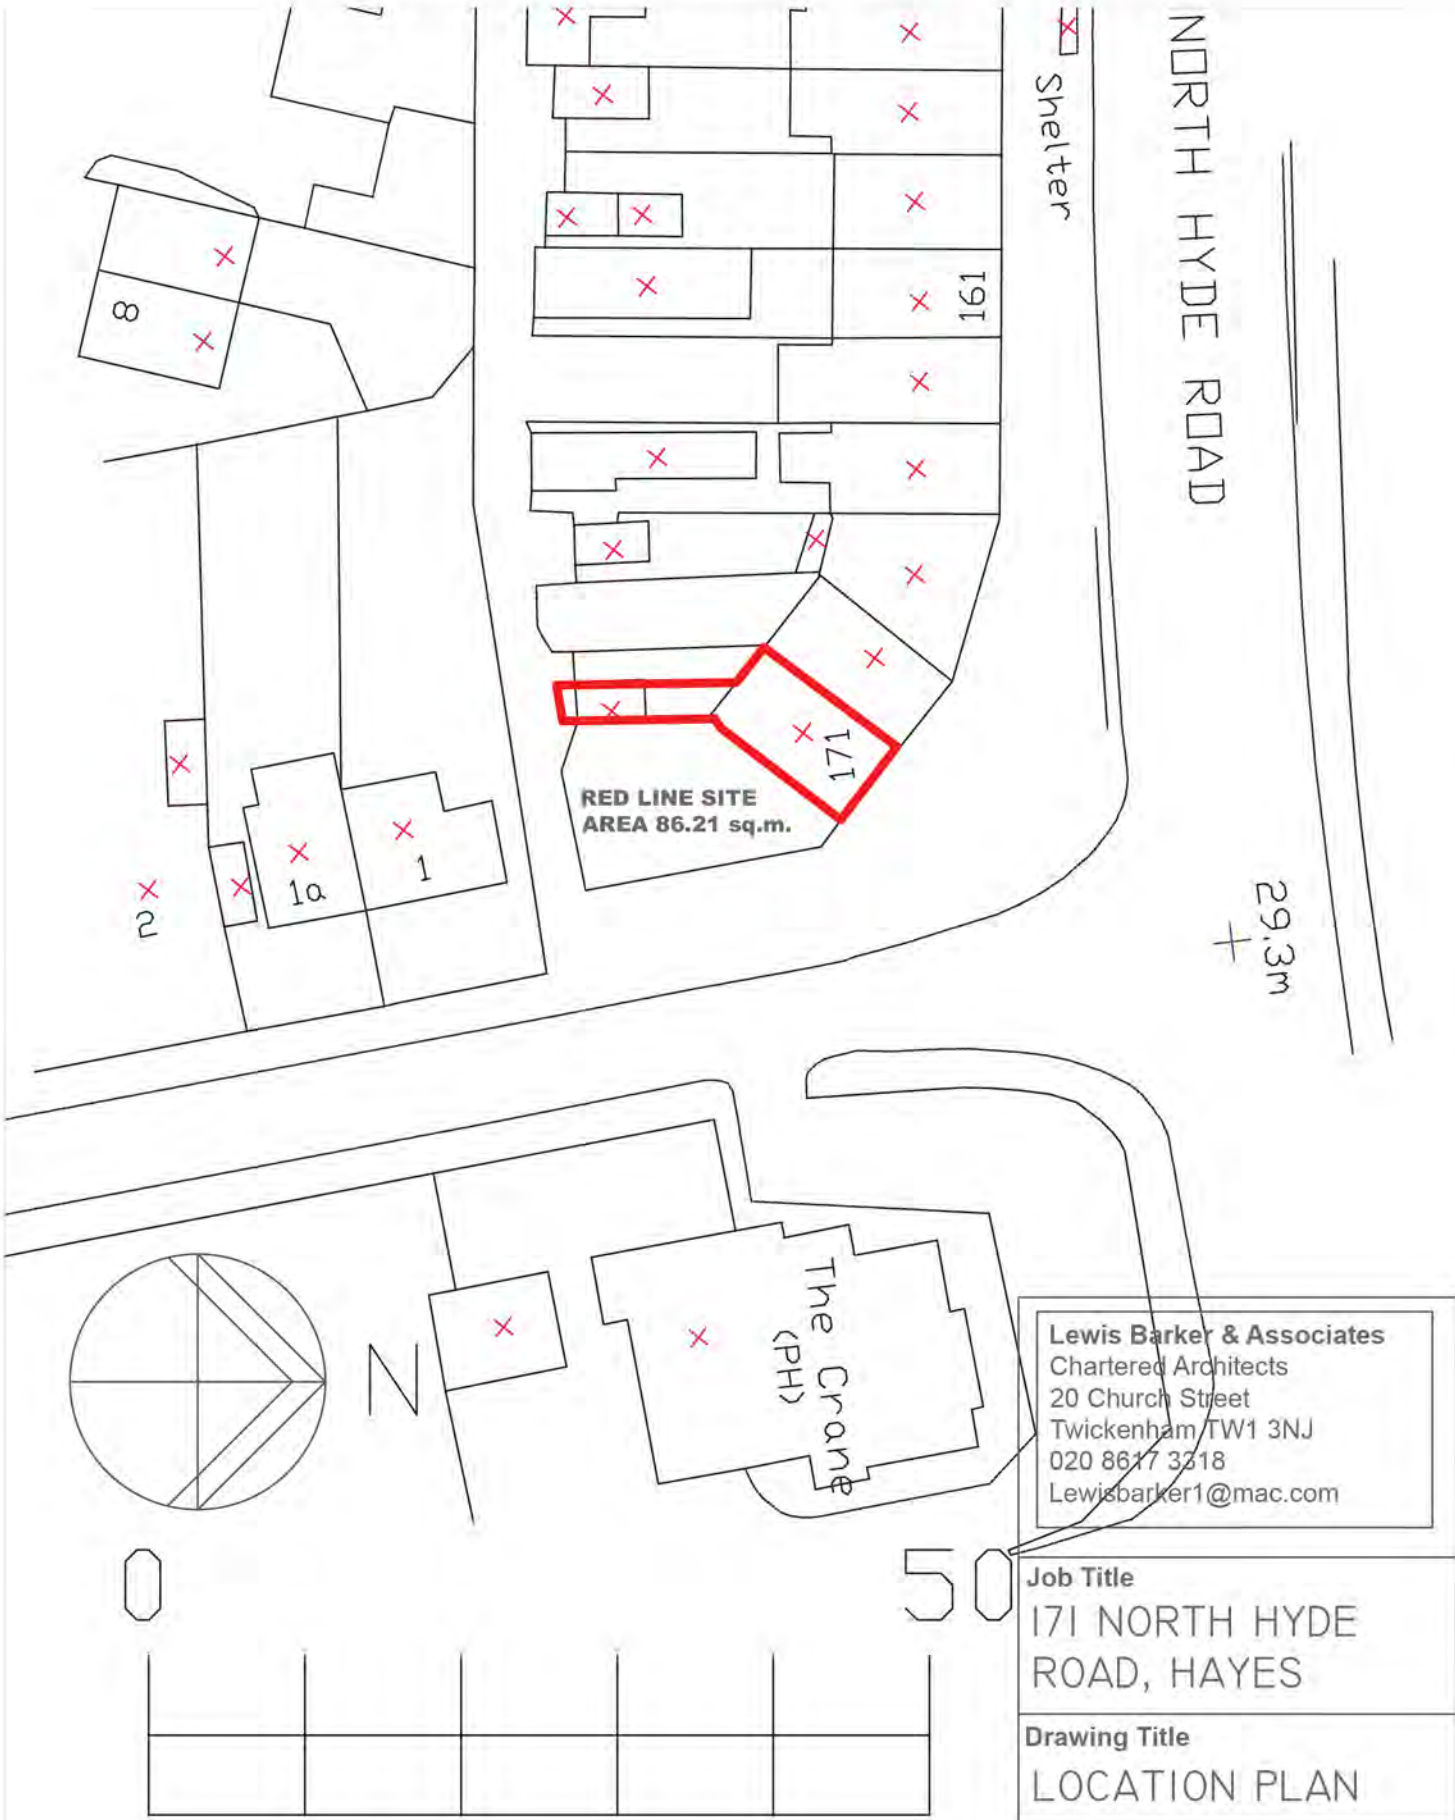 NORTH HYDE ROAD
Shelter
8
161
171
RED LINE SITE
AREA 86.21 sq.m.
1
1a
2
29.3m
The Crane
(PH)
N
0
50
Lewis Barker & Associates
Chartered Architects
20 Church Street
Twickenham TW1 3NJ
020 8617 3318
Lewisbarker1@mac.com
Job Title
171 NORTH HYDE
ROAD, HAYES
Drawing Title
LOCATION PLAN